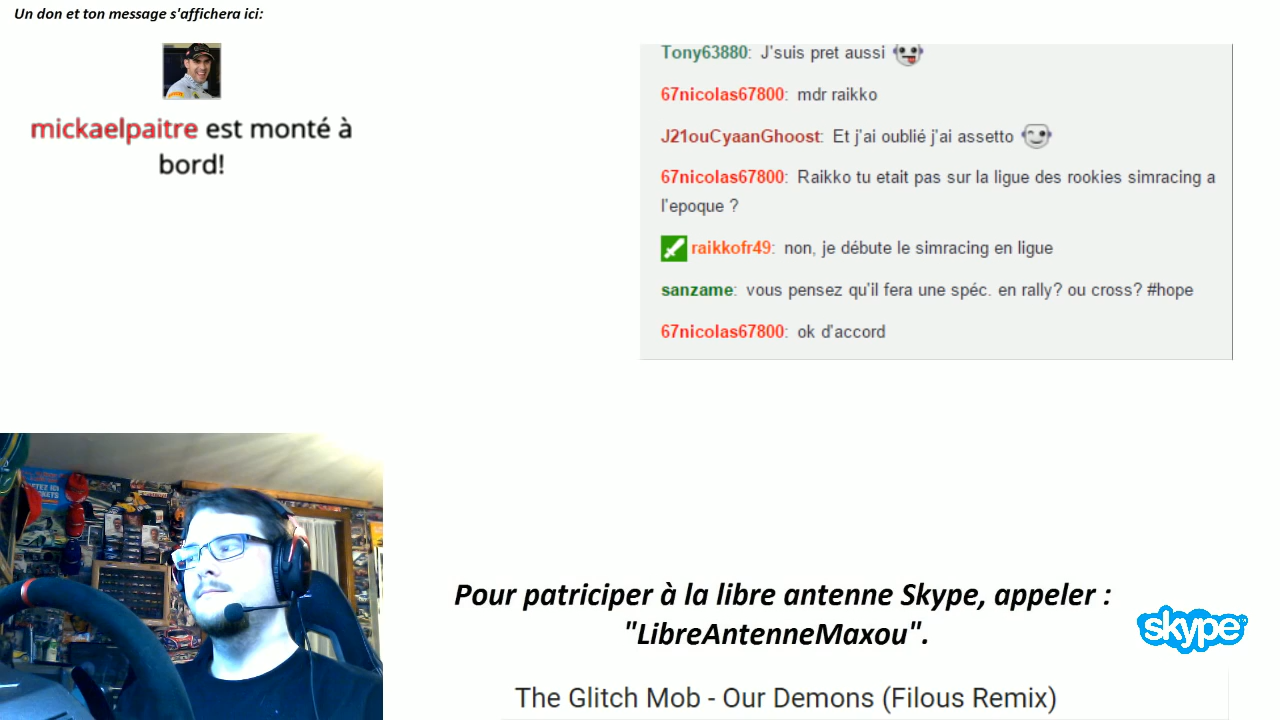 Un don et ton message s'affichera ici:
mickaelpaitre est monté à
bord!
Tony63880: J'suis pret aussi
67nicolas67800: mdr raikko
J21ouCyaanGhoost: Et j'ai oublié j'ai assetto
67nicolas67800: Raikko tu etait pas sur la ligue des rookies simracing a
l'epoque ?
raikkofr49: non, je débute le simracing en ligue
sanzame: vous pensez qu'il fera une spéc. en rally? ou cross? #hope
67nicolas67800: ok d'accord
Pour patriciper à la libre antenne Skype, appeler :
"LibreAntenneMaxou".
skype
The Glitch Mob - Our Demons (Filous Remix)